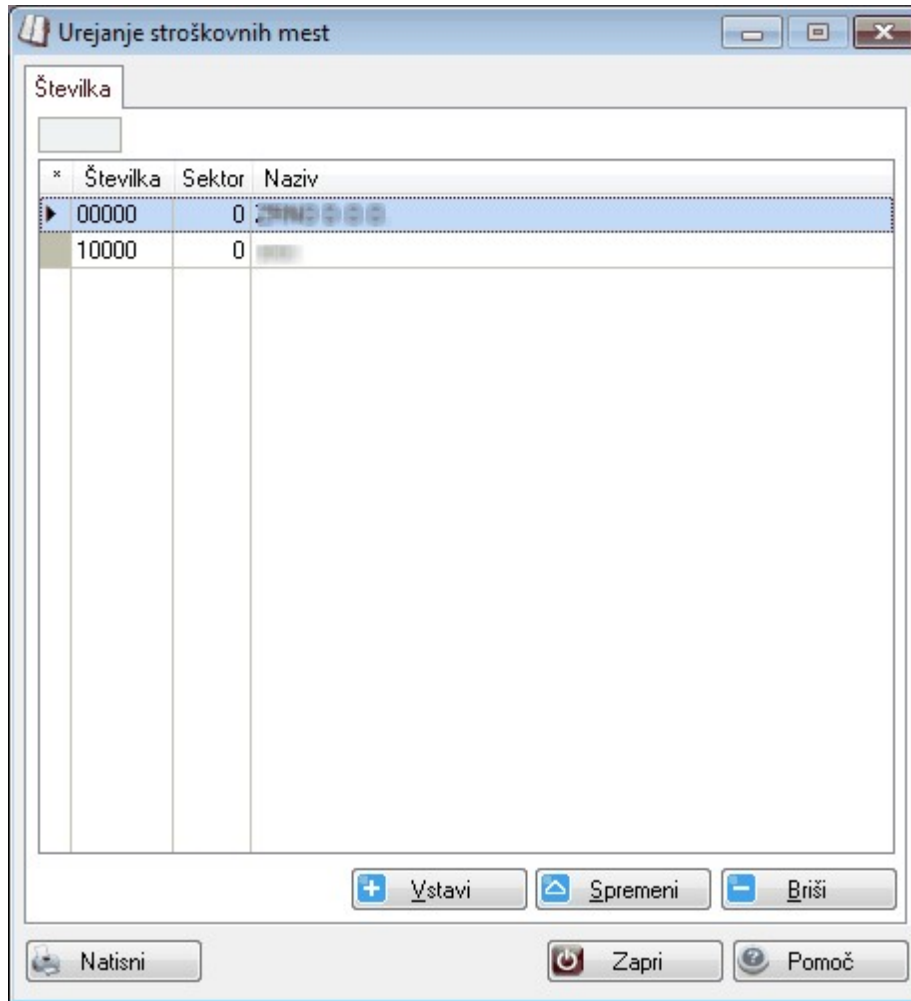 Urejanje stroškovnih mest
Številka
* Številka Sektor Naziv
00000 0
10000 0
Vstavi Spremeni Briši
Natisni Zapri Pomoč